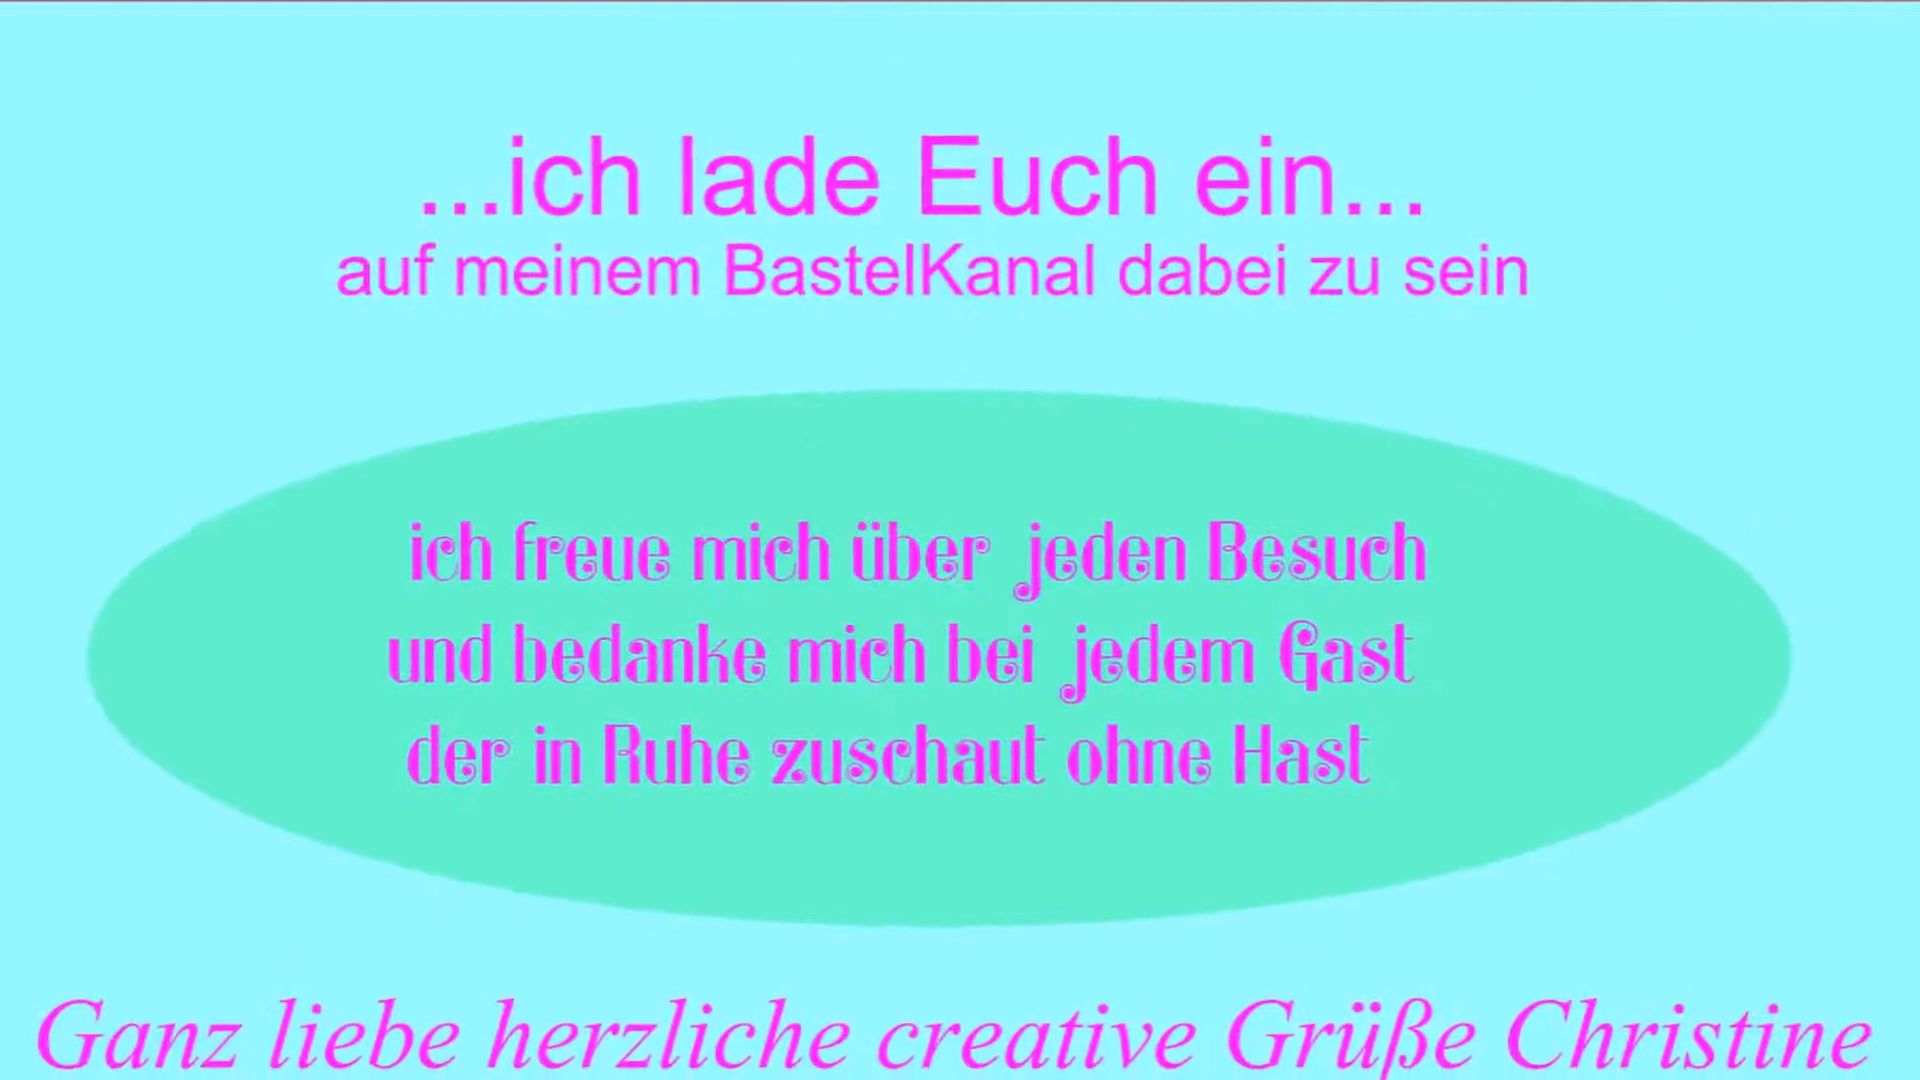 ...ich lade Euch ein...
auf meinem BastelKanal dabei zu sein
ich freue mich über jeden Besuch
und bedanke mich bei jedem Gast
der in Ruhe zuschaut ohne Hast
Ganz liebe herzliche creative Grüße Christine